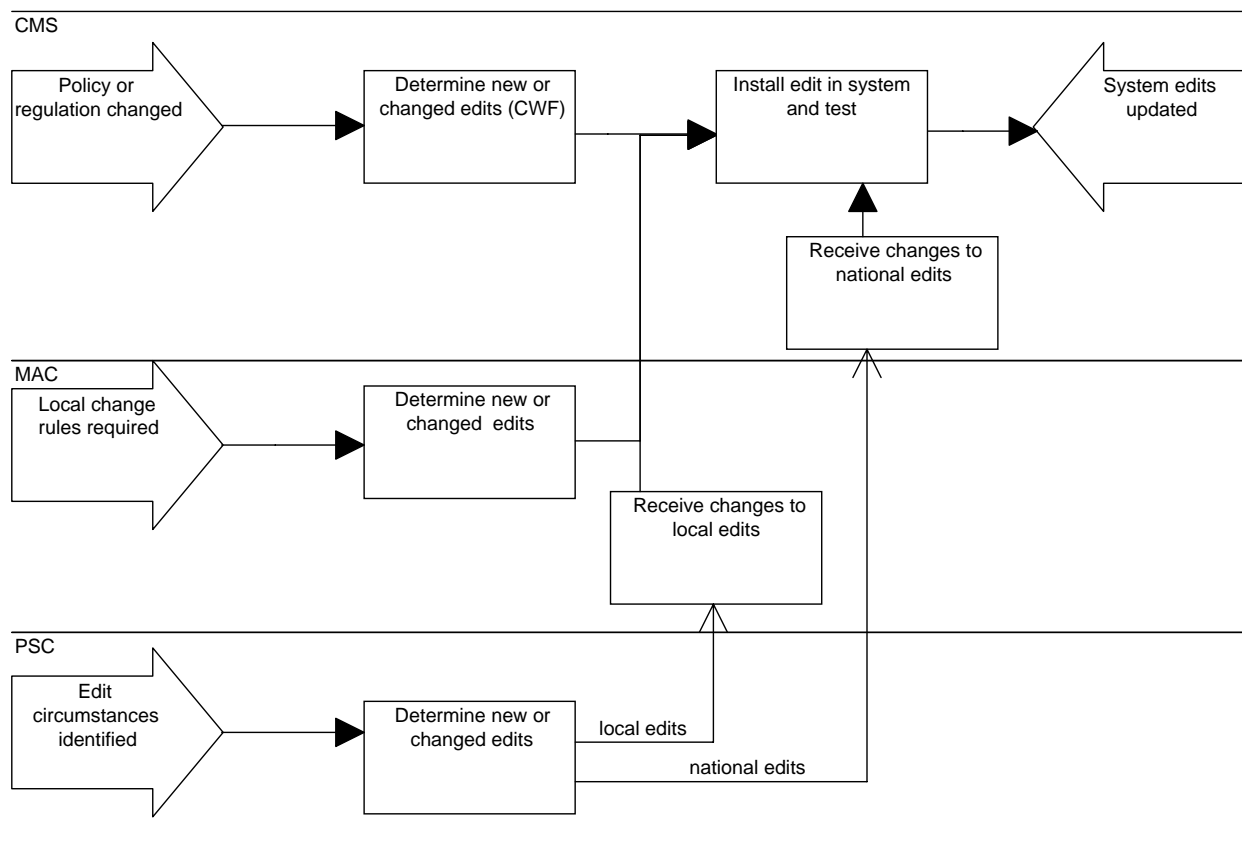 CMS
Policy or
regulation changed
Determine new or
changed edits (CWF)
Install edit in system
and test
System edits
updated
Receive changes to
national edits
MAC
Local change
rules required
Determine new or
changed edits
Receive changes to
local edits
PSC
Edit
circumstances
identified
Determine new or
changed edits
local edits
national edits